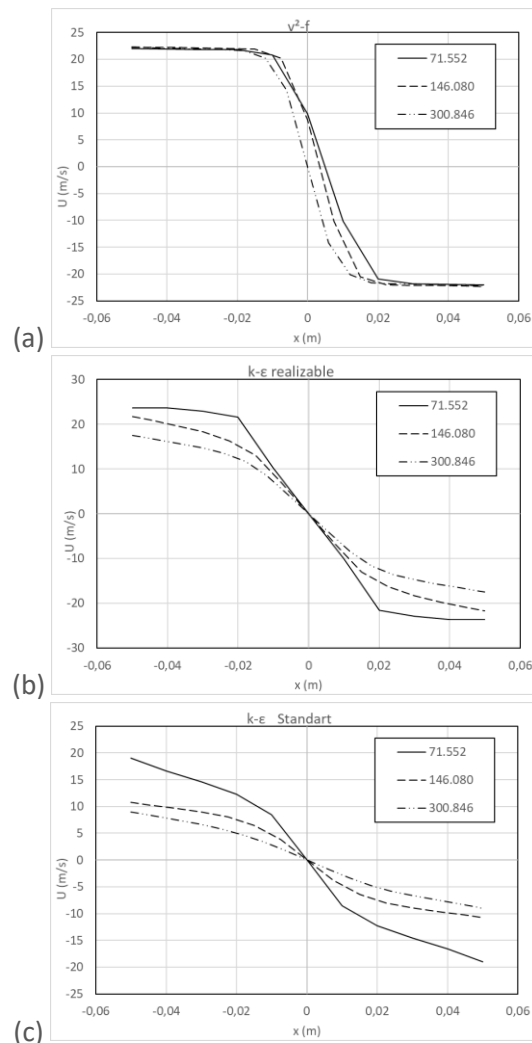 v²-f
25
20
15
10
5
0
-5
-10
-15
-20
-25
U (m/s)
-0,06 -0,04 -0,02 0 0,02 0,04 0,06
x (m)
71.552
146.080
300.846
(a)
k-ε realizable
30
20
10
0
-10
-20
-30
U (m/s)
-0,06 -0,04 -0,02 0 0,02 0,04 0,06
x (m)
71.552
146.080
300.846
(b)
k-ε Standart
25
20
15
10
5
0
-5
-10
-15
-20
-25
U (m/s)
-0,06 -0,04 -0,02 0 0,02 0,04 0,06
x (m)
71.552
146.080
300.846
(c)